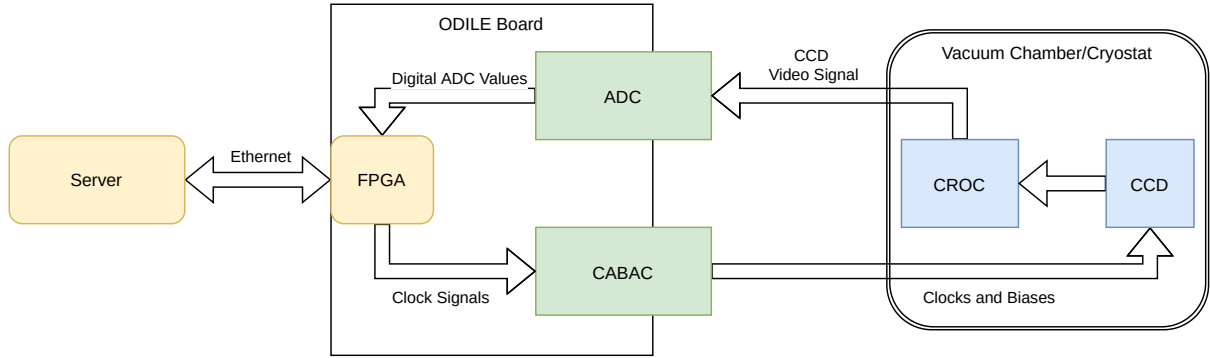 ODILE Board
Vacuum Chamber/Cryostat
CCD
Video Signal
Digital ADC Values
ADC
Ethernet
Server
FPGA
CROC
CCD
CABAC
Clock Signals
Clocks and Biases